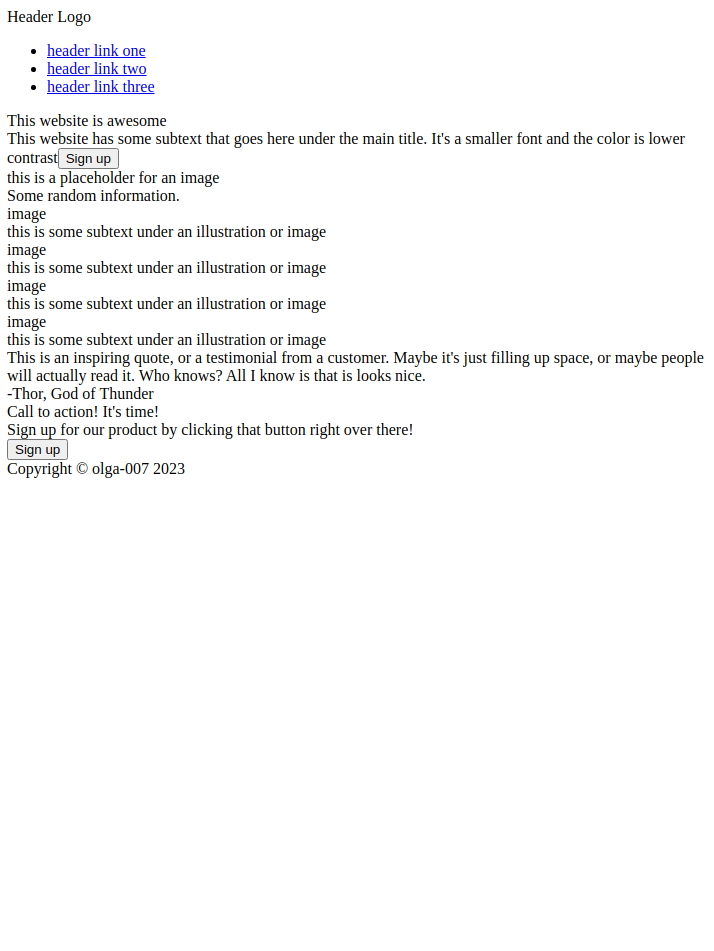 Header Logo
header link one
header link two
header link three
This website is awesome
This website has some subtext that goes here under the main title. It's a smaller font and the color is lower
contrast Sign up
this is a placeholder for an image
Some random information.
image
this is some subtext under an illustration or image
image
this is some subtext under an illustration or image
image
this is some subtext under an illustration or image
image
this is some subtext under an illustration or image
This is an inspiring quote, or a testimonial from a customer. Maybe it's just filling up space, or maybe people
will actually read it. Who knows? All I know is that is looks nice.
-Thor, God of Thunder
Call to action! It's time!
Sign up for our product by clicking that button right over there!
Sign up
Copyright © olga-007 2023